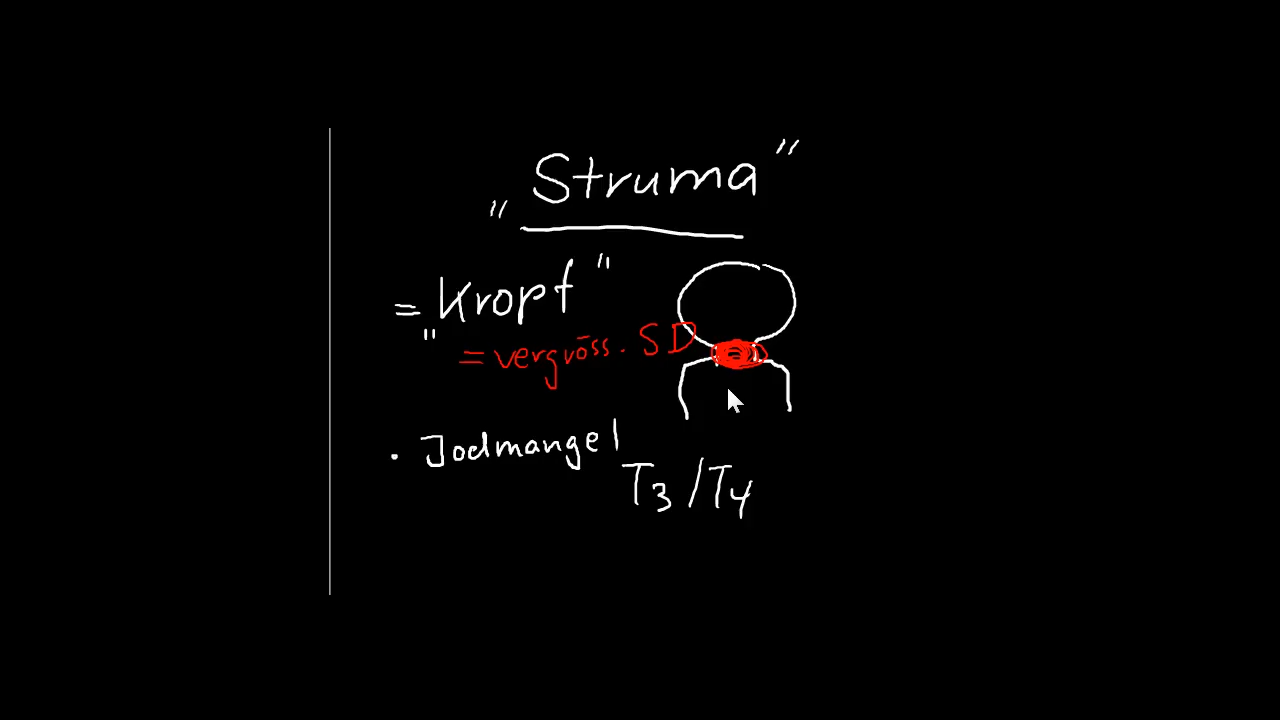 „Struma"
= „Kropf"
= vergröss. SD
• Jodmangel
T3/T4